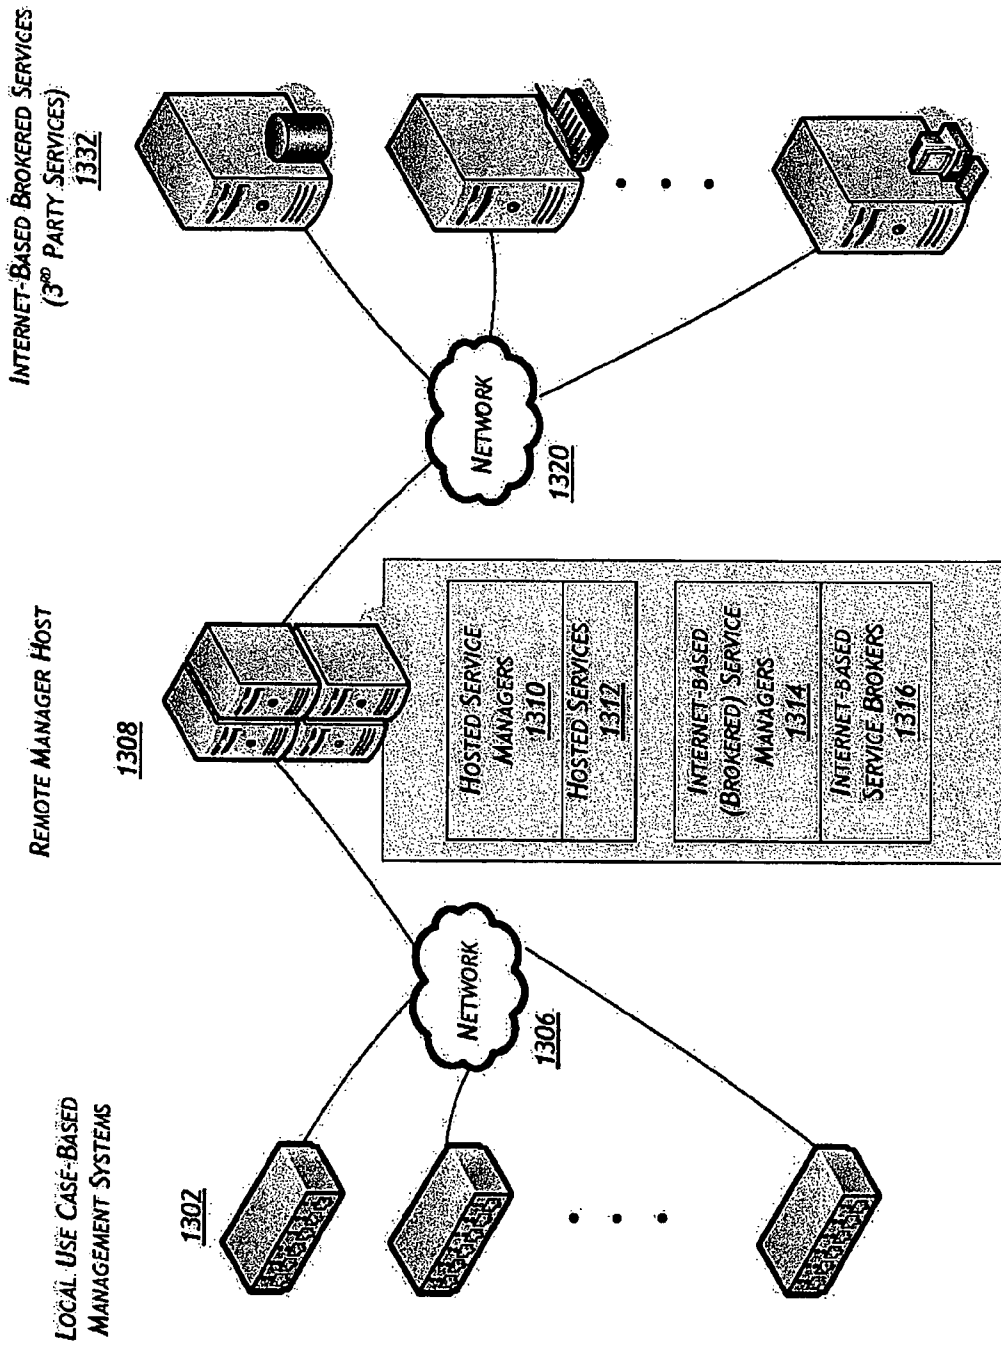 LOCAL USE CASE-BASED
MANAGEMENT SYSTEMS
1302
NETWORK
1306
REMOTE MANAGER HOST
1308
HOSTED SERVICE
MANAGERS
1310
HOSTED SERVICES
1312
INTERNET-BASED
(BROKERED) SERVICE
MANAGERS
1314
INTERNET-BASED
SERVICE BROKERS
1316
NETWORK
1320
INTERNET-BASED BROKERED SERVICES
(3RD PARTY SERVICES)
1332